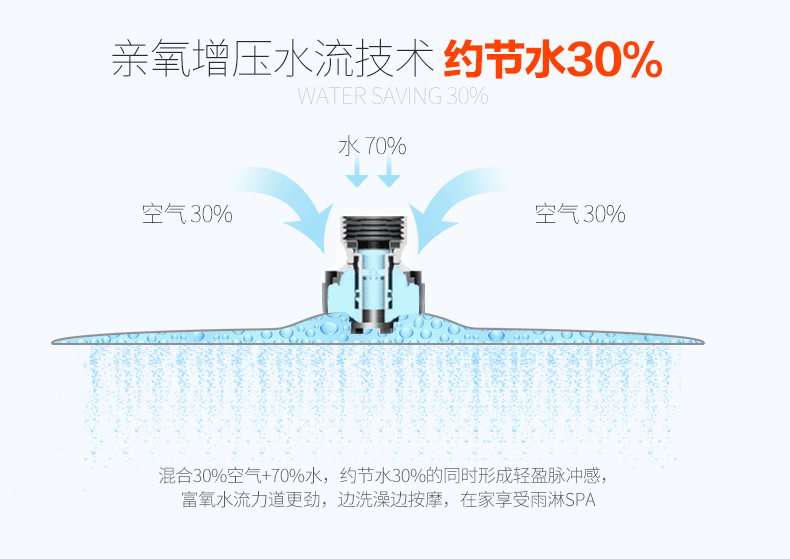 亲氧增压水流技术 约节水30%
WATER SAVING 30%
水 70%
空气 30%
空气 30%
混合30%空气+70%水，约节水30%的同时形成轻盈脉冲感，
富氧水流力道更劲，边洗澡边按摩，在家享受雨淋SPA